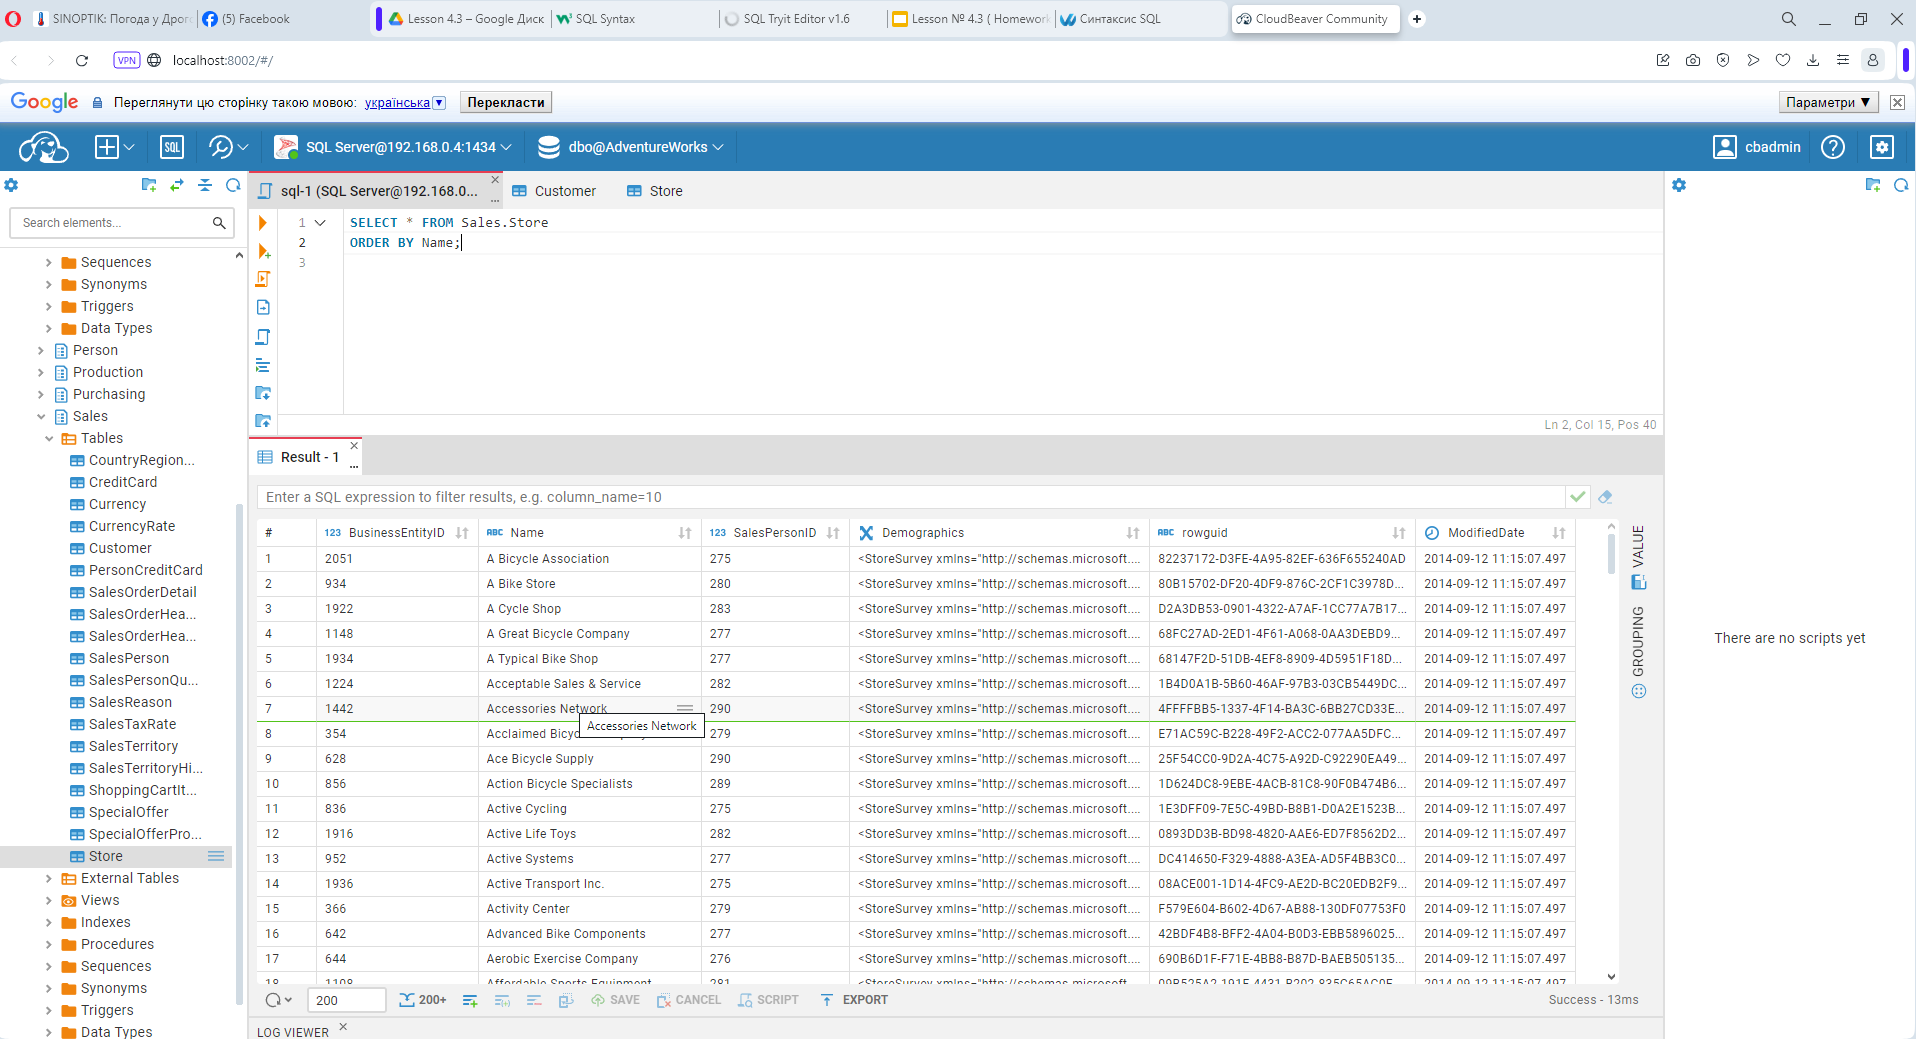 SINOPTIK: Погода у Дрог
(5) Facebook
Lesson 4.3 – Google Диск
SQL Syntax
SQL Tryit Editor v1.6
Lesson № 4.3 ( Homework
Синтаксис SQL
CloudBeaver Community
VPN
localhost:8002/#/
Google
Переглянути цю сторінку такою мовою: українська
Перекласти
Параметри ▼
SQL
SQL Server@192.168.0.4:1434
dbo@AdventureWorks
cbadmin
Search elements...
Sequences
Synonyms
Triggers
Data Types
Person
Production
Purchasing
Sales
Tables
CountryRegion...
CreditCard
Currency
CurrencyRate
Customer
PersonCreditCard
SalesOrderDetail
SalesOrderHea...
SalesOrderHea...
SalesPerson
SalesPersonQu...
SalesReason
SalesTaxRate
SalesTerritory
SalesTerritoryHi...
ShoppingCartIt...
SpecialOffer
SpecialOfferPro...
Store
External Tables
Views
Indexes
Procedures
Sequences
Synonyms
Triggers
Data Types
sql-1 (SQL Server@192.168.0...
Customer
Store
1 SELECT * FROM Sales.Store
2 ORDER BY Name;
3
Ln 2, Col 15, Pos 40
Result - 1
Enter a SQL expression to filter results, e.g. column_name=10
# 123 BusinessEntityID ABC Name 123 SalesPersonID Demographics ABC rowguid ModifiedDate
1 2051 A Bicycle Association 275 <StoreSurvey xmlns="http://schemas.microsoft.... 82237172-D3FE-4A95-82EF-636F655240AD 2014-09-12 11:15:07.497
2 934 A Bike Store 280 <StoreSurvey xmlns="http://schemas.microsoft.... 80B15702-DF20-4DF9-876C-2CF1C3978D... 2014-09-12 11:15:07.497
3 1922 A Cycle Shop 283 <StoreSurvey xmlns="http://schemas.microsoft.... D2A3DB53-0901-4322-A7AF-1CC77A7B17... 2014-09-12 11:15:07.497
4 1148 A Great Bicycle Company 277 <StoreSurvey xmlns="http://schemas.microsoft.... 68FC27AD-2ED1-4F61-A068-0AA3DEBD9... 2014-09-12 11:15:07.497
5 1934 A Typical Bike Shop 277 <StoreSurvey xmlns="http://schemas.microsoft.... 68147F2D-51DB-4EF8-8909-4D5951F18D... 2014-09-12 11:15:07.497
6 1224 Acceptable Sales & Service 282 <StoreSurvey xmlns="http://schemas.microsoft.... 1B4D0A1B-5B60-46AF-97B3-03CB5449DC... 2014-09-12 11:15:07.497
7 1442 Accessories Network 290 <StoreSurvey xmlns="http://schemas.microsoft.... 4FFFFBB5-1337-4F14-BA3C-6BB27CD33E... 2014-09-12 11:15:07.497
Accessories Network
8 354 Acclaimed Bicyc 279 <StoreSurvey xmlns="http://schemas.microsoft.... E71AC59C-B228-49F2-ACC2-077AA5DFC... 2014-09-12 11:15:07.497
9 628 Ace Bicycle Supply 290 <StoreSurvey xmlns="http://schemas.microsoft.... 25F54CC0-9D2A-4C75-A92D-C92290EA49... 2014-09-12 11:15:07.497
10 856 Action Bicycle Specialists 289 <StoreSurvey xmlns="http://schemas.microsoft.... 1D624DC8-9EBE-4ACB-81C8-90F0B474B6... 2014-09-12 11:15:07.497
11 836 Active Cycling 275 <StoreSurvey xmlns="http://schemas.microsoft.... 1E3DFF09-7E5C-49BD-B8B1-D0A2E1523B... 2014-09-12 11:15:07.497
12 1916 Active Life Toys 282 <StoreSurvey xmlns="http://schemas.microsoft.... 0893DD3B-BD98-4820-AAE6-ED7F8562D2... 2014-09-12 11:15:07.497
13 952 Active Systems 277 <StoreSurvey xmlns="http://schemas.microsoft.... DC414650-F329-4888-A3EA-AD5F4BB3C0... 2014-09-12 11:15:07.497
14 1936 Active Transport Inc. 275 <StoreSurvey xmlns="http://schemas.microsoft.... 08ACE001-1D14-4FC9-AE2D-BC20EDB2F9... 2014-09-12 11:15:07.497
15 366 Activity Center 279 <StoreSurvey xmlns="http://schemas.microsoft.... F579E604-B602-4D67-AB88-130DF07753F0 2014-09-12 11:15:07.497
16 642 Advanced Bike Components 277 <StoreSurvey xmlns="http://schemas.microsoft.... 42BDF4B8-BFF2-4A04-B0D3-EBB5896025... 2014-09-12 11:15:07.497
17 644 Aerobic Exercise Company 276 <StoreSurvey xmlns="http://schemas.microsoft.... 690B6D1F-F71E-4BB8-B87D-BAEB505135... 2014-09-12 11:15:07.497
18 1108 Affordable Sports Equipment 281 <StoreSurvey xmlns="http://schemas.microsoft.... 2014-09-12 11:15:07.497
VALUE
GROUPING
200
200+
SAVE
CANCEL
SCRIPT
EXPORT
Success - 13ms
LOG VIEWER
There are no scripts yet